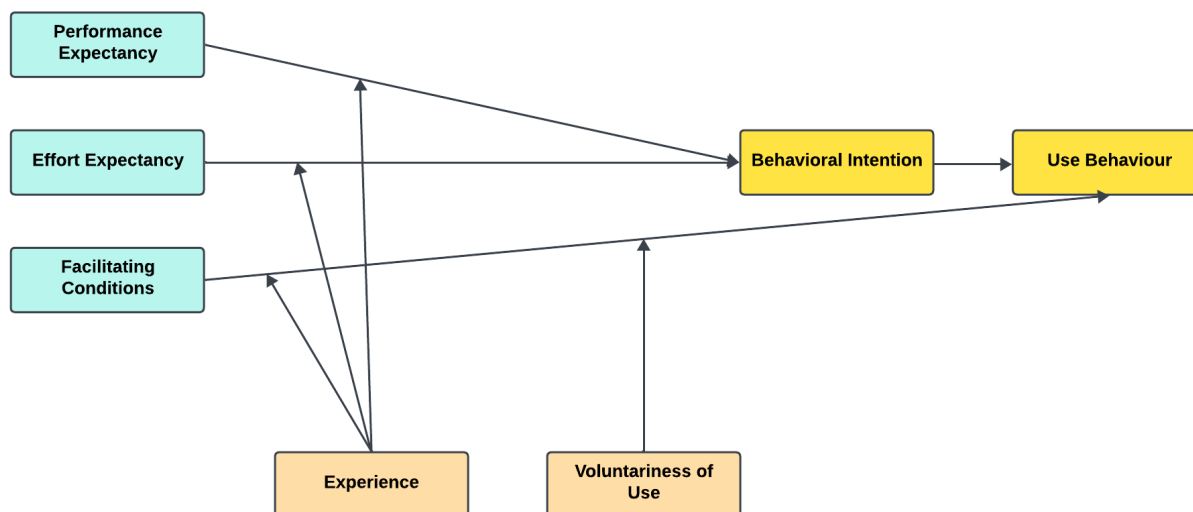 Performance
Expectancy
Effort Expectancy
Behavioral Intention
Use Behaviour
Facilitating
Conditions
Experience
Voluntariness of
Use